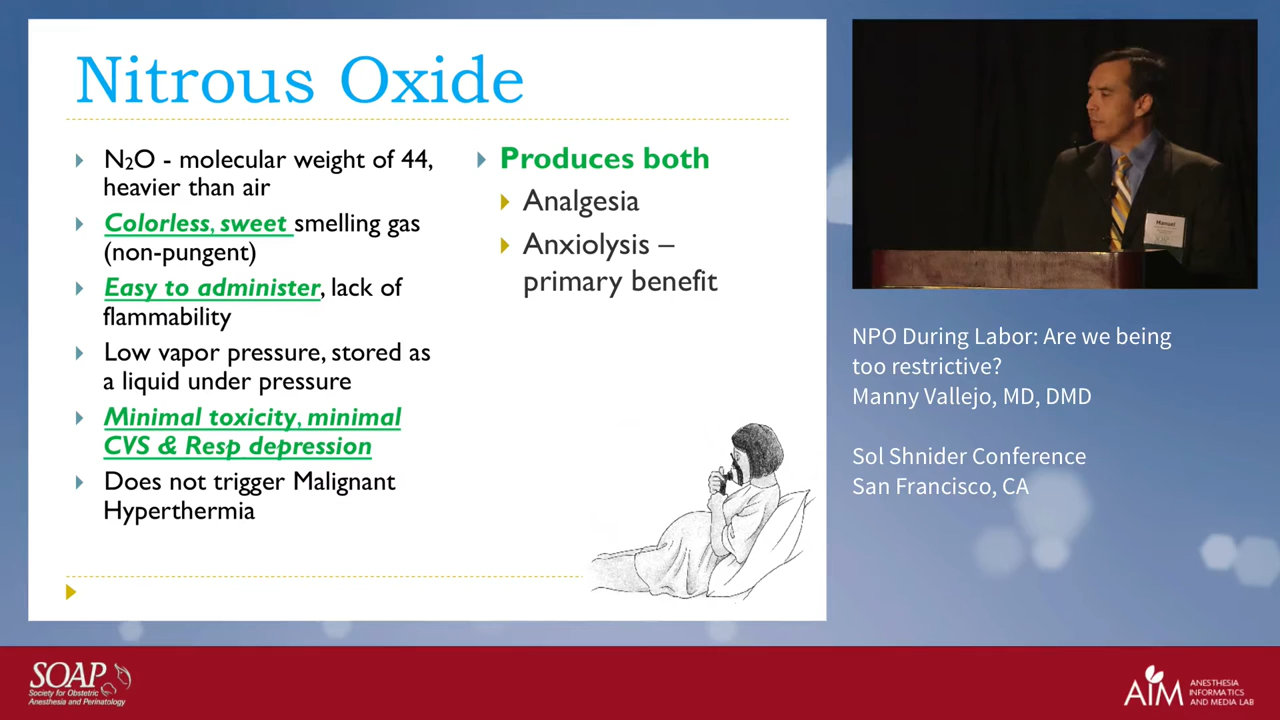 Nitrous Oxide
N₂O - molecular weight of 44,
heavier than air
Colorless, sweet smelling gas
(non-pungent)
Easy to administer, lack of
flammability
Low vapor pressure, stored as
a liquid under pressure
Minimal toxicity, minimal
CVS & Resp depression
Does not trigger Malignant
Hyperthermia
Produces both
Analgesia
Anxiolysis –
primary benefit
Manuel
NPO During Labor: Are we being
too restrictive?
Manny Vallejo, MD, DMD
Sol Shnider Conference
San Francisco, CA
SOAP
Society for Obstetric
Anesthesia and Perinatology
AIM
ANESTHESIA
INFORMATICS
AND MEDIA LAB